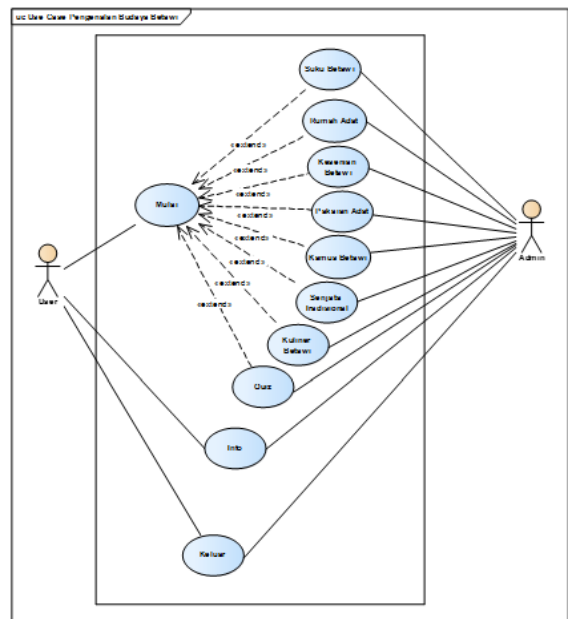 uc Use Case Pengenalan Budaya Betawi
Suku Betawi
Rumah Adat
«extend»
Kesenian
Betawi
«extend»
«extend»
Mulai
Pakaian Adat
«extend»
Kamus Betawi
«extend»
User
Admin
«extend»
Senjata
Tradisional
«extend»
Kuliner
Betawi
Quiz
Info
Keluar